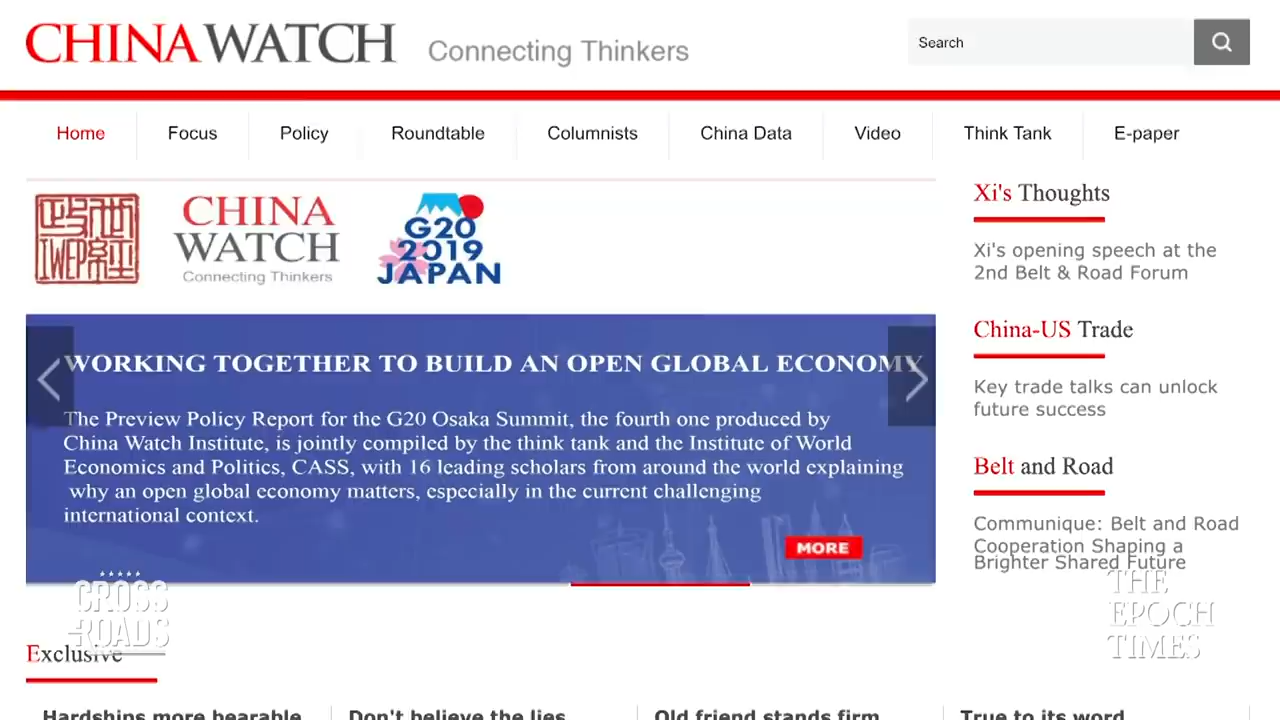 CHINA WATCH Connecting Thinkers
Search
Home Focus Policy Roundtable Columnists China Data Video Think Tank E-paper
IWEP
CHINA
WATCH
Connecting Thinkers
G20
2019
JAPAN
WORKING TOGETHER TO BUILD AN OPEN GLOBAL ECONOMY
The Preview Policy Report for the G20 Osaka Summit, the fourth one produced by
China Watch Institute, is jointly compiled by the think tank and the Institute of World
Economics and Politics, CASS, with 16 leading scholars from around the world explaining
why an open global economy matters, especially in the current challenging
international context.
MORE
Xi's Thoughts
Xi's opening speech at the
2nd Belt & Road Forum
China-US Trade
Key trade talks can unlock
future success
Belt and Road
Communique: Belt and Road
Cooperation Shaping a
Brighter Shared Future
CROSS
ROADS
THE
EPOCH
TIMES
Exclusive
Hardships more bearable
Don't believe the lies
Old friend stands firm
True to its word